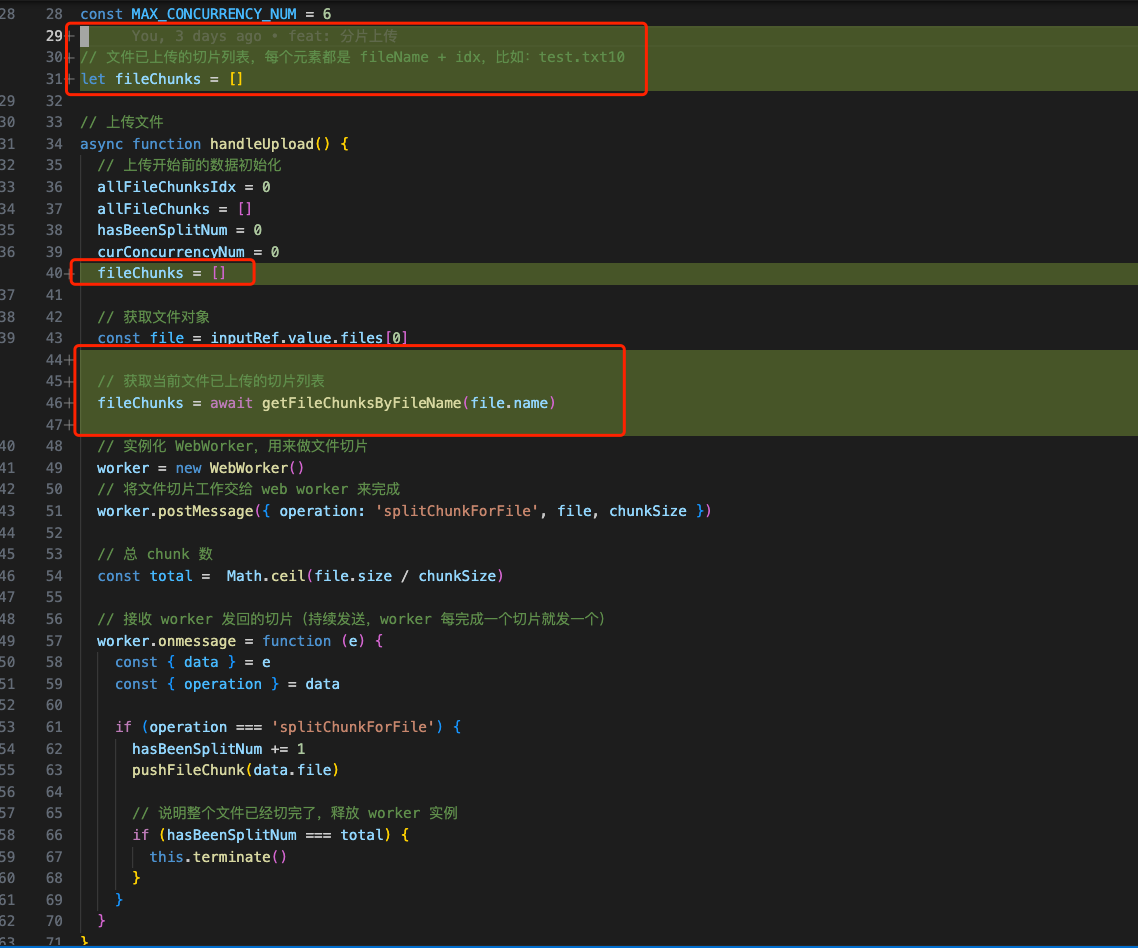 28 28 const MAX_CONCURRENCY_NUM = 6
29+ You, 3 days ago • feat: 分片上传
30+ // 文件已上传的切片列表，每个元素都是 fileName + idx，比如：test.txt10
31+ let fileChunks = []
29 32
30 33 // 上传文件
31 34 async function handleUpload() {
32 35 // 上传开始前的数据初始化
33 36 allFileChunksIdx = 0
34 37 allFileChunks = []
35 38 hasBeenSplitNum = 0
36 39 curConcurrencyNum = 0
40+ fileChunks = []
37 41
38 42 // 获取文件对象
39 43 const file = inputRef.value.files[0]
44+
45+ // 获取当前文件已上传的切片列表
46+ fileChunks = await getFileChunksByFileName(file.name)
47+
40 48 // 实例化 WebWorker，用来做文件切片
41 49 worker = new WebWorker()
42 50 // 将文件切片工作交给 web worker 来完成
43 51 worker.postMessage({ operation: 'splitChunkForFile', file, chunkSize })
44 52
45 53 // 总 chunk 数
46 54 const total =  Math.ceil(file.size / chunkSize)
47 55
48 56 // 接收 worker 发回的切片（持续发送，worker 每完成一个切片就发一个）
49 57 worker.onmessage = function (e) {
50 58 const { data } = e
51 59 const { operation } = data
52 60
53 61 if (operation === 'splitChunkForFile') {
54 62 hasBeenSplitNum += 1
55 63 pushFileChunk(data.file)
56 64
57 65 // 说明整个文件已经切完了，释放 worker 实例
58 66 if (hasBeenSplitNum === total) {
59 67 this.terminate()
60 68 }
61 69 }
62 70 }
63 71 }